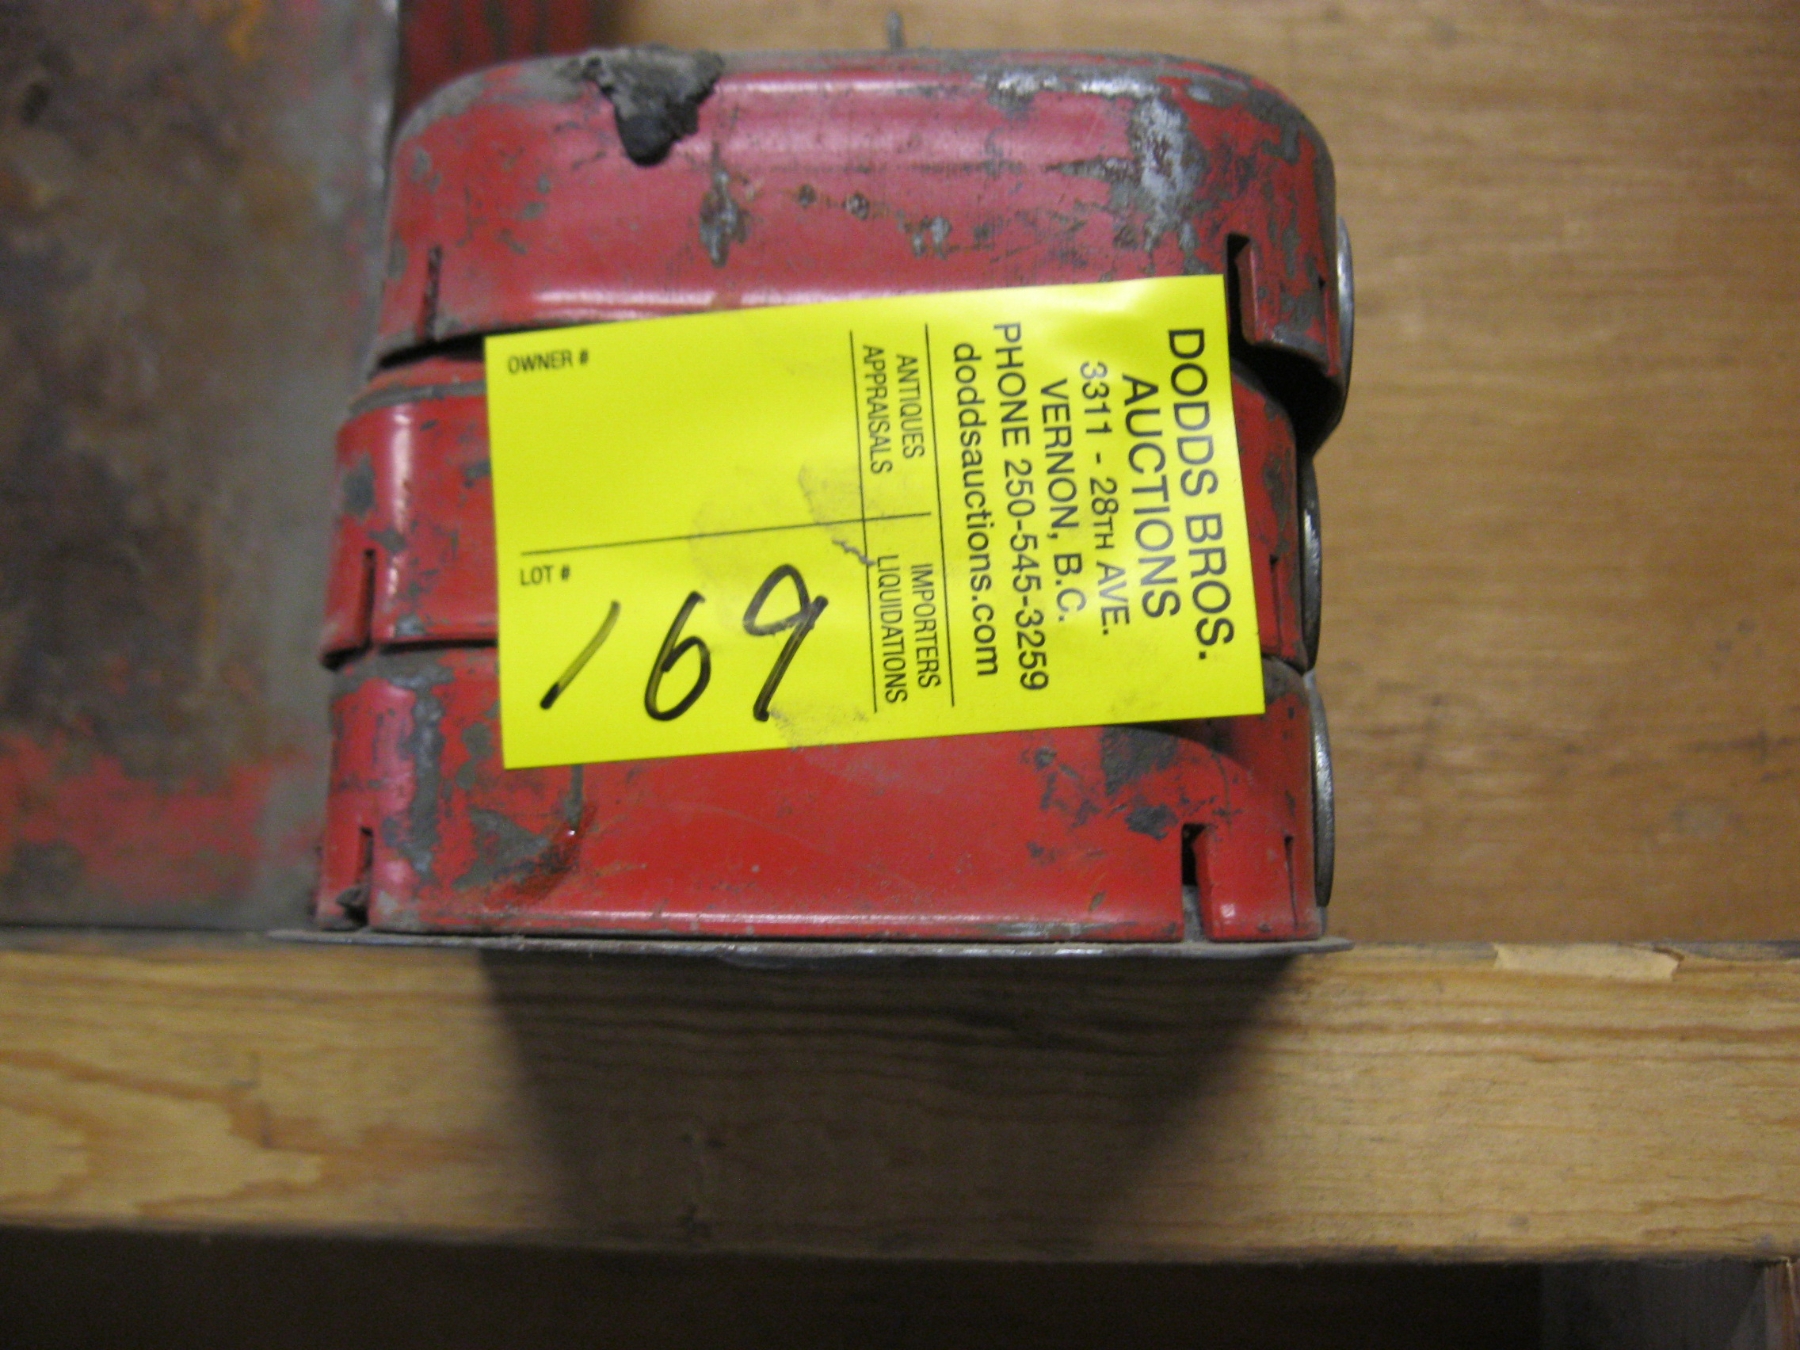 DODDS BROS.
AUCTIONS
3311 - 28TH AVE.
VERNON, B.C.
PHONE 250-545-3259
doddsauctions.com
ANTIQUES IMPORTERS
APPRAISALS LIQUIDATIONS
OWNER #
LOT #
169